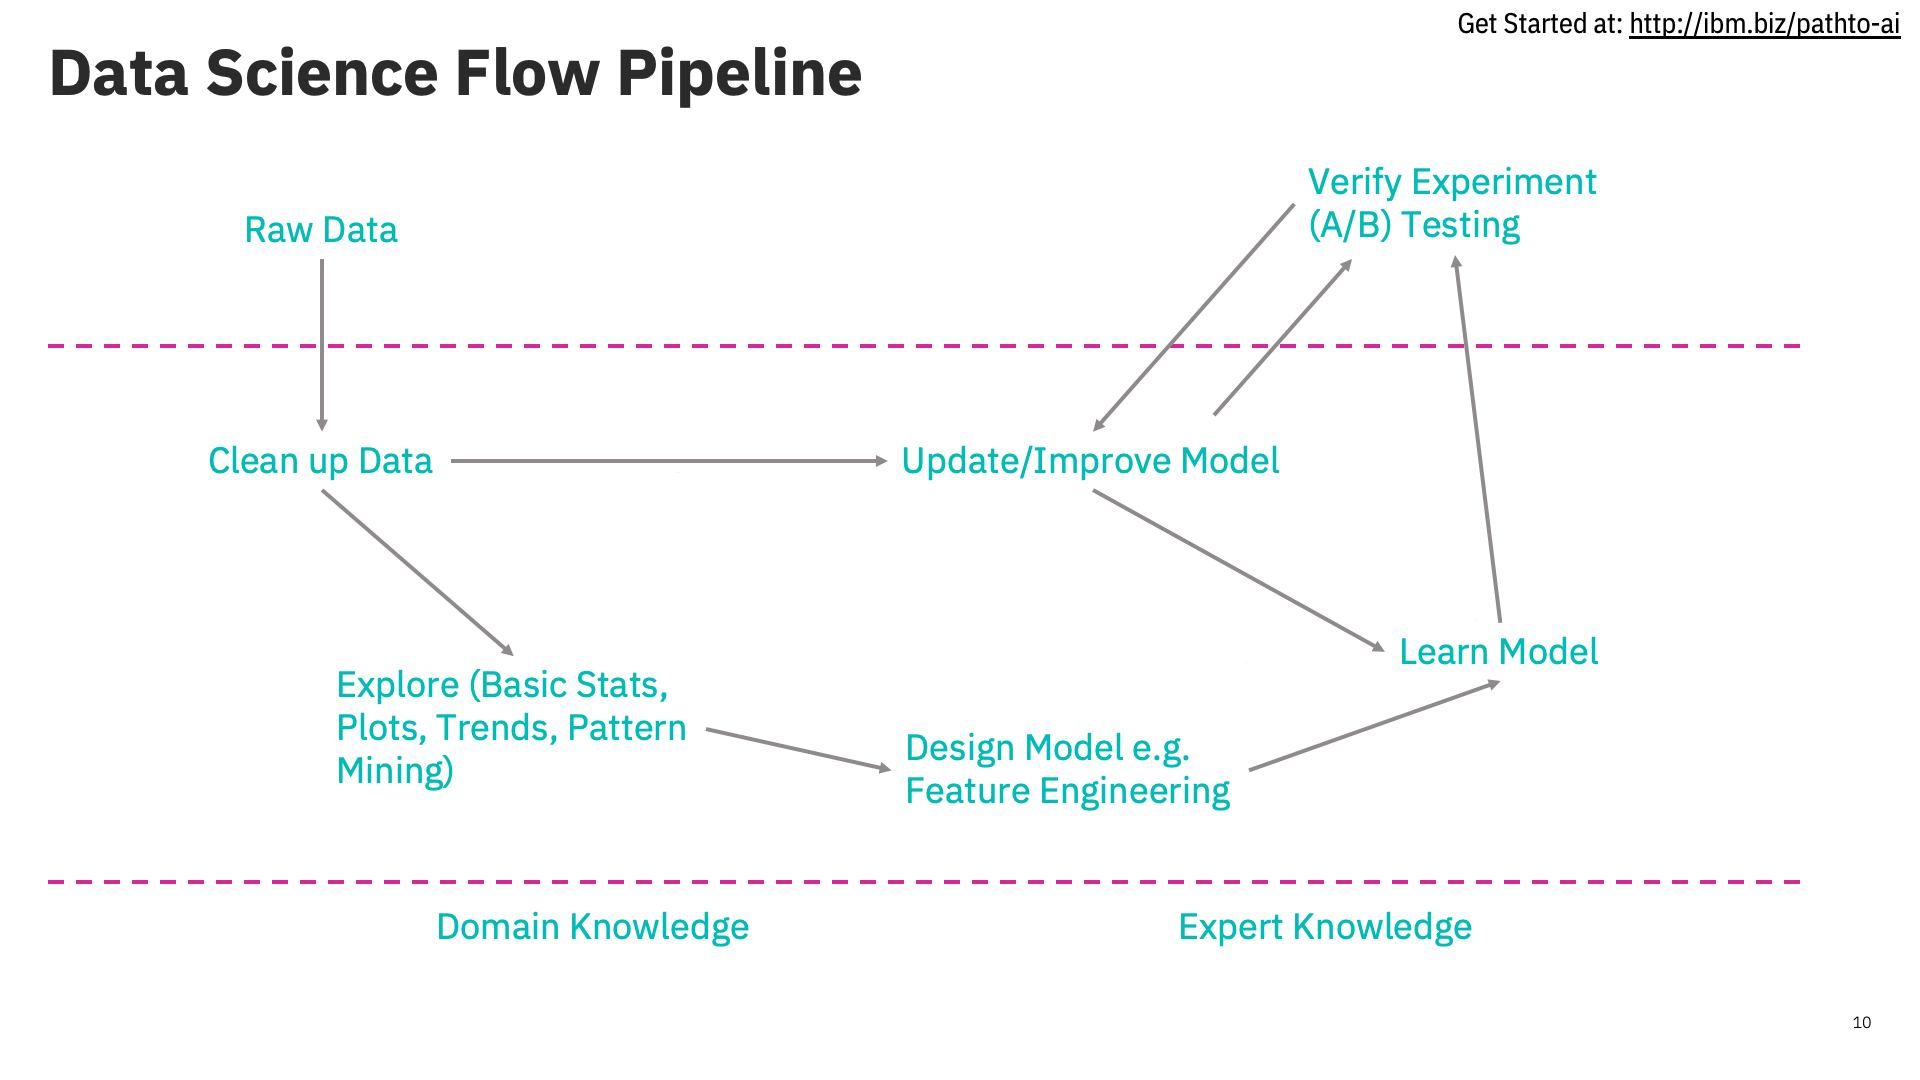 Get Started at: http://ibm.biz/pathto-ai
Data Science Flow Pipeline
Verify Experiment
(A/B) Testing
Raw Data
Clean up Data
Update/Improve Model
Learn Model
Explore (Basic Stats,
Plots, Trends, Pattern
Mining)
Design Model e.g.
Feature Engineering
Domain Knowledge
Expert Knowledge
10